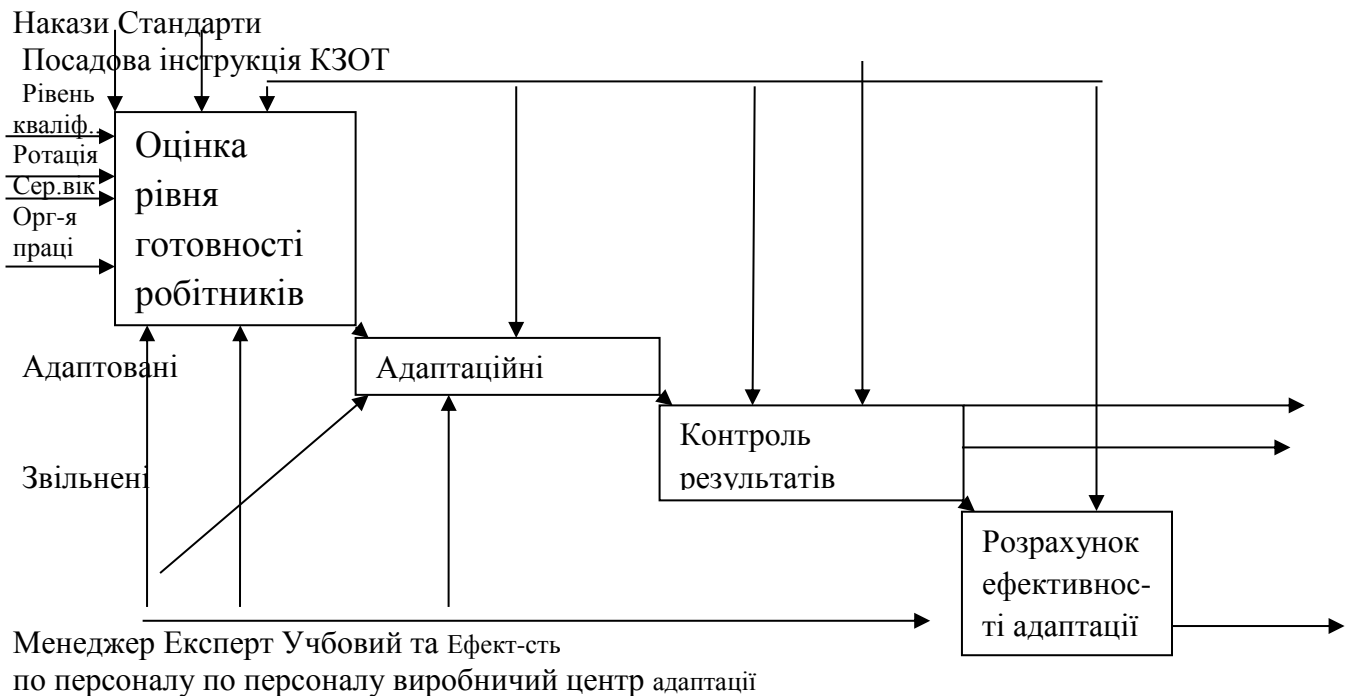 Накази Стандарти
Посадова інструкція КЗОТ
Рівень
кваліф..
Ротація
Сер.вік
Орг-я
праці
Оцінка
рівня
готовності
робітників
Адаптовані
Адаптаційні
Контроль
результатів
Звільнені
Розрахунок
ефективнос-
ті адаптації
Менеджер Експерт Учбовий та Ефект-сть
по персоналу по персоналу виробничий центр адаптації